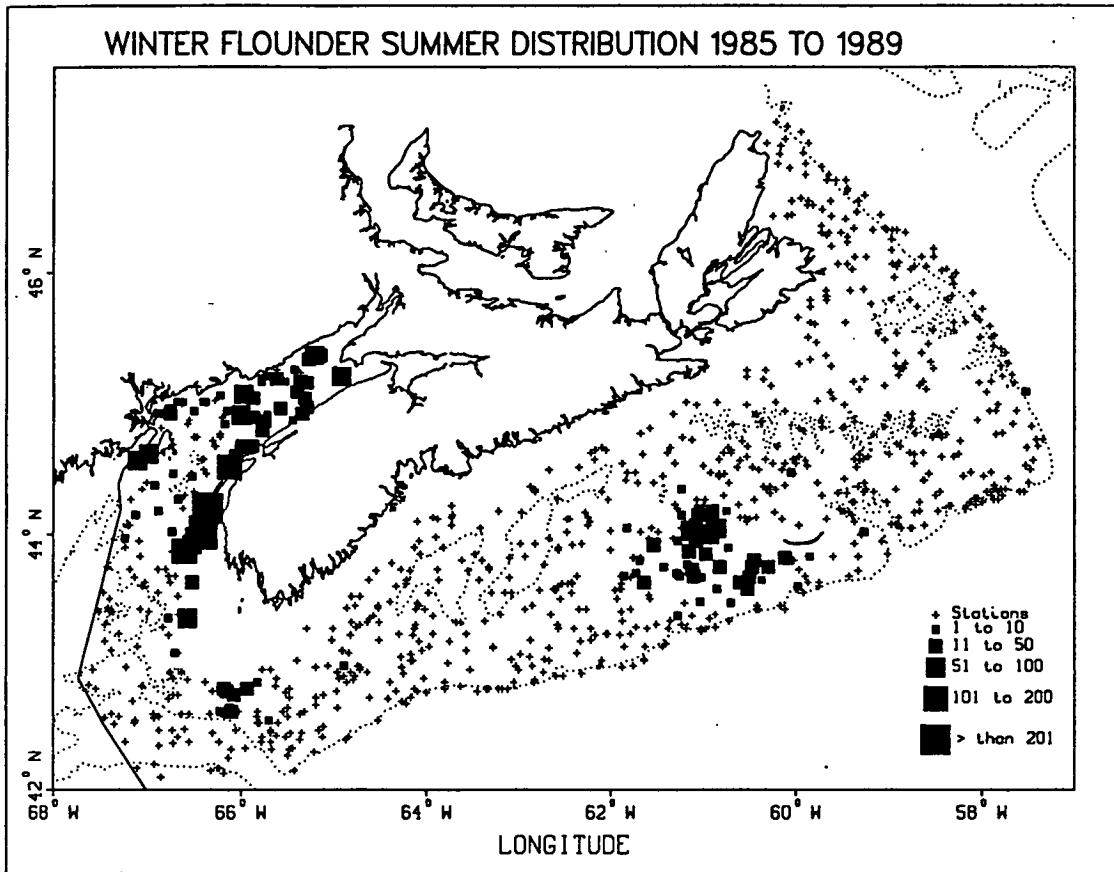 WINTER FLOUNDER SUMMER DISTRIBUTION 1985 TO 1989
46° N
44° N
42° N
+ Stations
1 to 10
11 to 50
51 to 100
101 to 200
> than 201
68° W
66° W
64° W
62° W
60° W
58° W
LONGITUDE